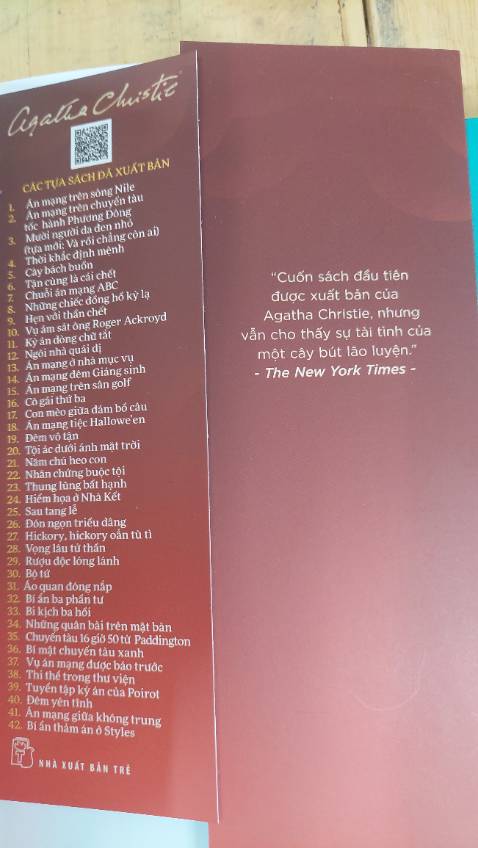 Agatha Christie
CÁC TỰA SÁCH ĐÃ XUẤT BẢN
1. Án mạng trên sông Nile
2. Án mạng trên chuyến tàu
tốc hành Phương Đông
3. Mười người da đen nhỏ
(tựa mới: Và rồi chẳng còn ai)
4. Thời khắc định mệnh
5. Cây bách buồn
6. Tận cùng là cái chết
7. Chuỗi án mạng ABC
8. Những chiếc đồng hồ kỳ lạ
9. Hẹn với thần chết
10. Vụ ám sát ông Roger Ackroyd
11. Kỳ án dòng chữ tắt
12. Ngôi nhà quái dị
13. Án mạng ở nhà mục vụ
14. Án mạng đêm Giáng sinh
15. Án mạng trên sân golf
16. Cô gái thứ ba
17. Con mèo giữa đám bồ câu
18. Án mạng tiệc Hallowe'en
19. Đêm vô tận
20. Tội ác dưới ánh mặt trời
21. Năm chú heo con
22. Nhân chứng buộc tội
23. Thung lũng bất hạnh
24. Hiểm họa ở Nhà Kết
25. Sau tang lễ
26. Đón ngọn triều dâng
27. Hickory, hickory oẳn tù tì
28. Vọng lâu tử thần
29. Rượu độc lóng lánh
30. Bộ tứ
31. Áo quan đóng nắp
32. Bí ẩn ba phần tư
33. Bi kịch ba hồi
34. Những quân bài trên mặt bàn
35. Chuyến tàu 16 giờ 50 từ Paddington
36. Bí mật chuyến tàu xanh
37. Vụ án mạng được báo trước
38. Thi thể trong thư viện
39. Tuyển tập kỳ án của Poirot
40. Đêm yên tĩnh
41. Án mạng giữa không trung
42. Bí ẩn thảm án ở Styles
NHÀ XUẤT BẢN TRẺ
“Cuốn sách đầu tiên
được xuất bản của
Agatha Christie, nhưng
vẫn cho thấy sự tài tình của
một cây bút lão luyện.”
- The New York Times -